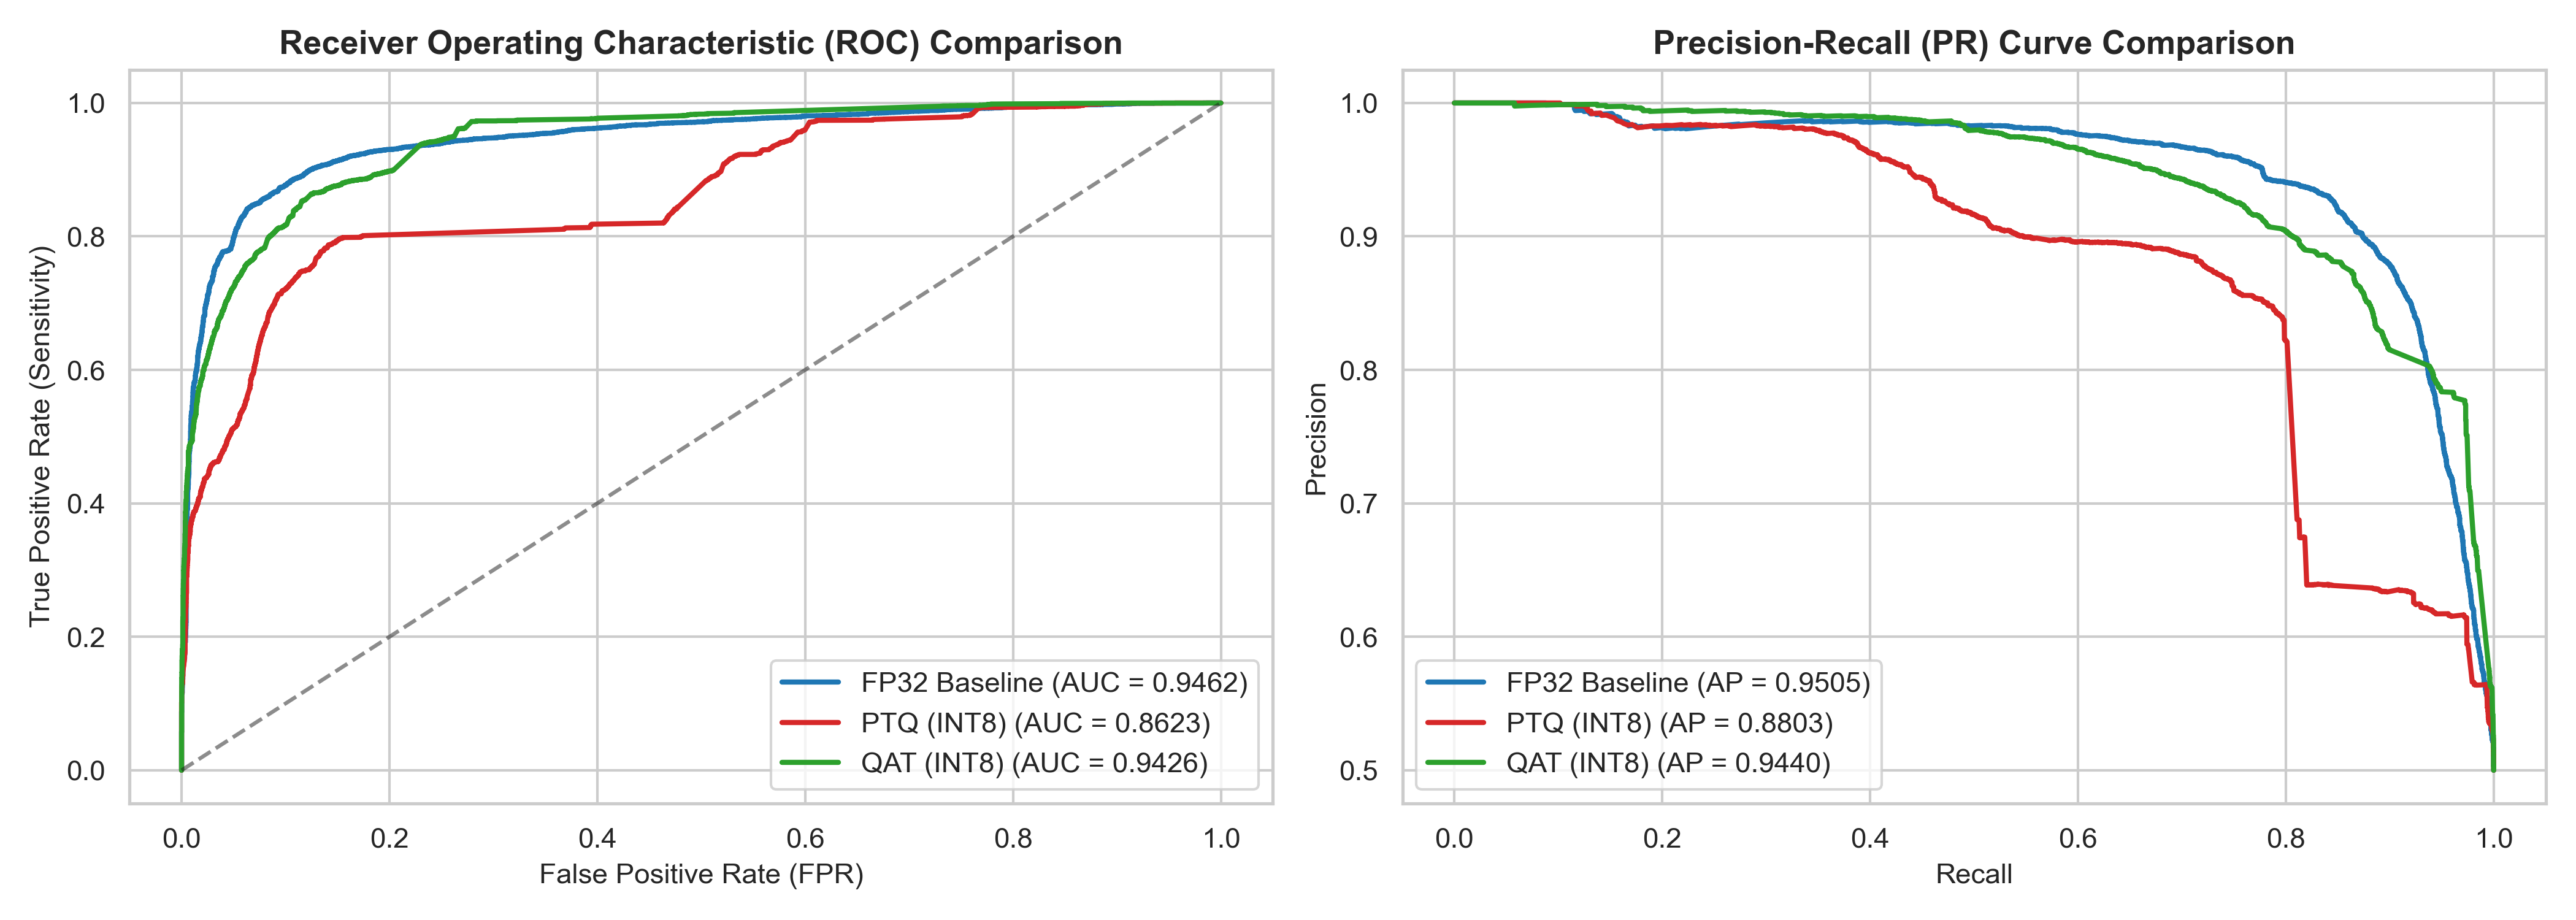 Receiver Operating Characteristic (ROC) Comparison
True Positive Rate (Sensitivity)
1.0
0.8
0.6
0.4
0.2
0.0
FP32 Baseline (AUC = 0.9462)
PTQ (INT8) (AUC = 0.8623)
QAT (INT8) (AUC = 0.9426)
0.0 0.2 0.4 0.6 0.8 1.0
False Positive Rate (FPR)
Precision-Recall (PR) Curve Comparison
Precision
1.0
0.9
0.8
0.7
0.6
0.5
FP32 Baseline (AP = 0.9505)
PTQ (INT8) (AP = 0.8803)
QAT (INT8) (AP = 0.9440)
0.0 0.2 0.4 0.6 0.8 1.0
Recall